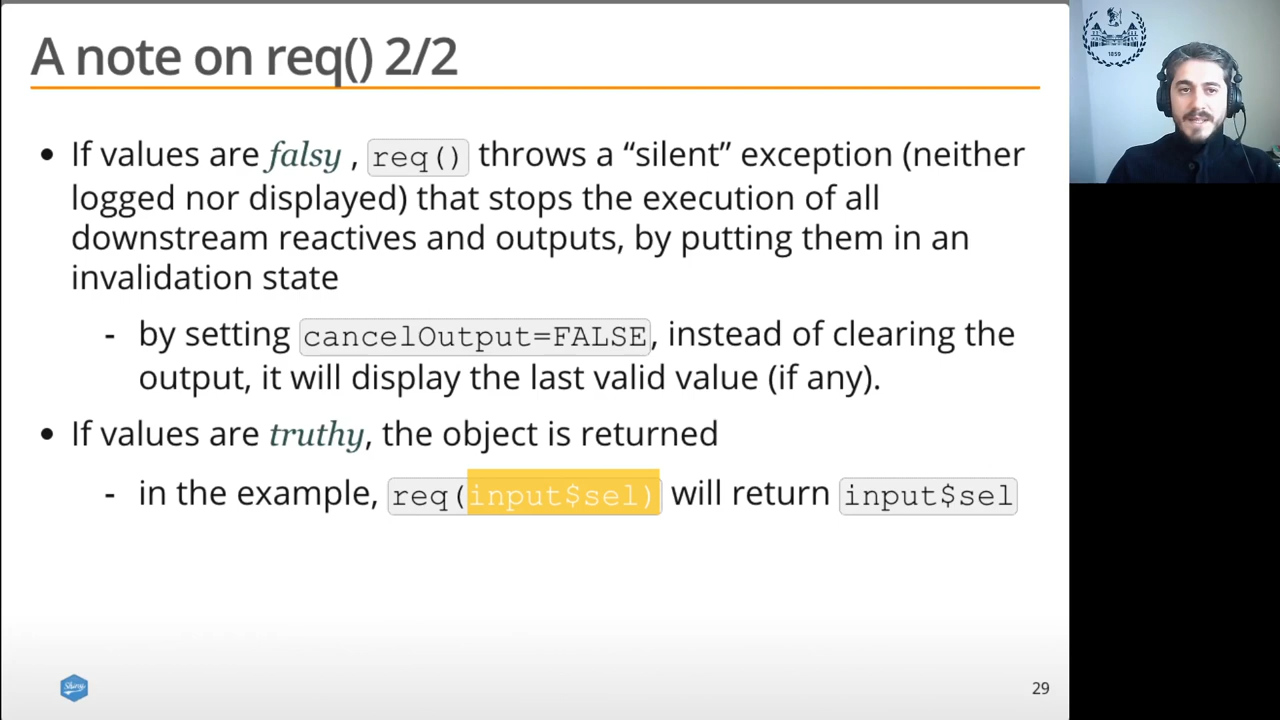 A note on req() 2/2
• If values are falsy , req() throws a “silent” exception (neither
logged nor displayed) that stops the execution of all
downstream reactives and outputs, by putting them in an
invalidation state
- by setting cancelOutput=FALSE, instead of clearing the
output, it will display the last valid value (if any).
• If values are truthy, the object is returned
- in the example, req(input$sel) will return input$sel
Shiny
29
1859